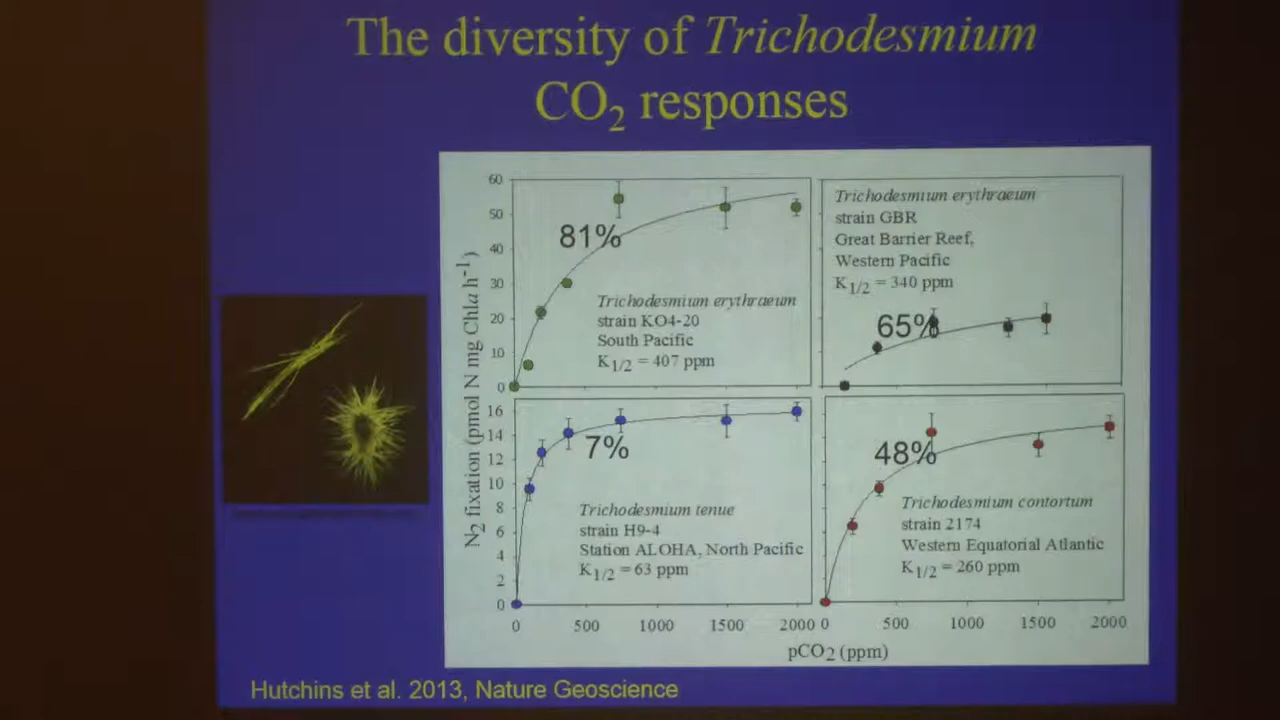 The diversity of Trichodesmium
CO2 responses
N2 fixation (pmol N mg Chla h-1)
60
50
40
30
20
10
0
81%
Trichodesmium erythraeum
strain KO4-20
South Pacific
K1/2 = 407 ppm
Trichodesmium erythraeum
strain GBR
Great Barrier Reef,
Western Pacific
K1/2 = 340 ppm
65%
16
14
12
10
8
6
4
2
0
7%
Trichodesmium tenue
strain H9-4
Station ALOHA, North Pacific
K1/2 = 63 ppm
48%
Trichodesmium contortum
strain 2174
Western Equatorial Atlantic
K1/2 = 260 ppm
0 500 1000 1500 2000 0 500 1000 1500 2000
pCO2 (ppm)
Hutchins et al. 2013, Nature Geoscience